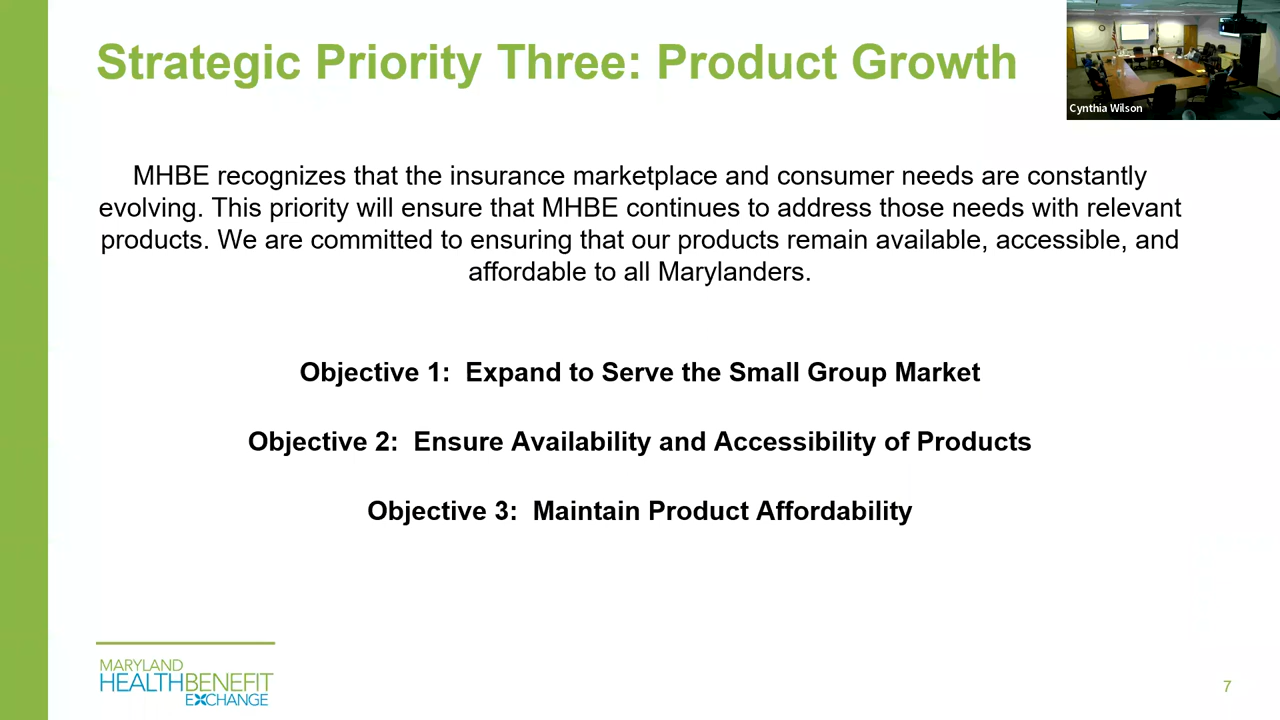 Strategic Priority Three: Product Growth
Cynthia Wilson
MHBE recognizes that the insurance marketplace and consumer needs are constantly
evolving. This priority will ensure that MHBE continues to address those needs with relevant
products. We are committed to ensuring that our products remain available, accessible, and
affordable to all Marylanders.
Objective 1:  Expand to Serve the Small Group Market
Objective 2:  Ensure Availability and Accessibility of Products
Objective 3:  Maintain Product Affordability
MARYLAND
HEALTHBENEFIT
EXCHANGE
7